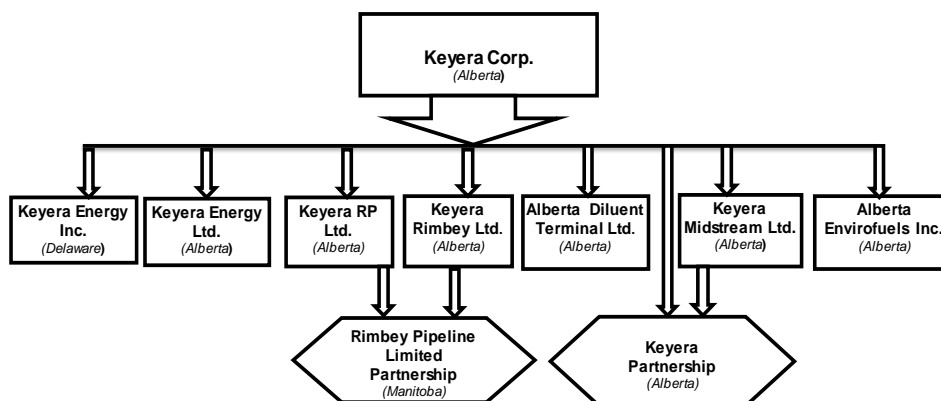 Keyera Corp.
(Alberta)
Keyera Energy
Inc.
(Delaware)
Keyera Energy
Ltd.
(Alberta)
Keyera RP
Ltd.
(Alberta)
Keyera
Rimbey Ltd.
(Alberta)
Alberta Diluent
Terminal Ltd.
(Alberta)
Keyera
Midstream Ltd.
(Alberta)
Alberta
Envirofuels Inc.
(Alberta)
Rimbey Pipeline
Limited
Partnership
(Manitoba)
Keyera
Partnership
(Alberta)